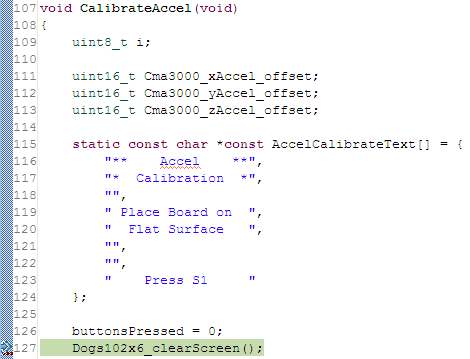 107 void CalibrateAccel(void)
108 {
109     uint8_t i;
110
111     uint16_t Cma3000_xAccel_offset;
112     uint16_t Cma3000_yAccel_offset;
113     uint16_t Cma3000_zAccel_offset;
114
115     static const char *const AccelCalibrateText[] = {
116         "**    Accel    **",
117         "*  Calibration  *",
118         "",
119         " Place Board on  ",
120         "  Flat Surface   ",
121         "",
122         "",
123         "    Press S1     "
124     };
125
126     buttonsPressed = 0;
127     Dogs102x6_clearScreen();